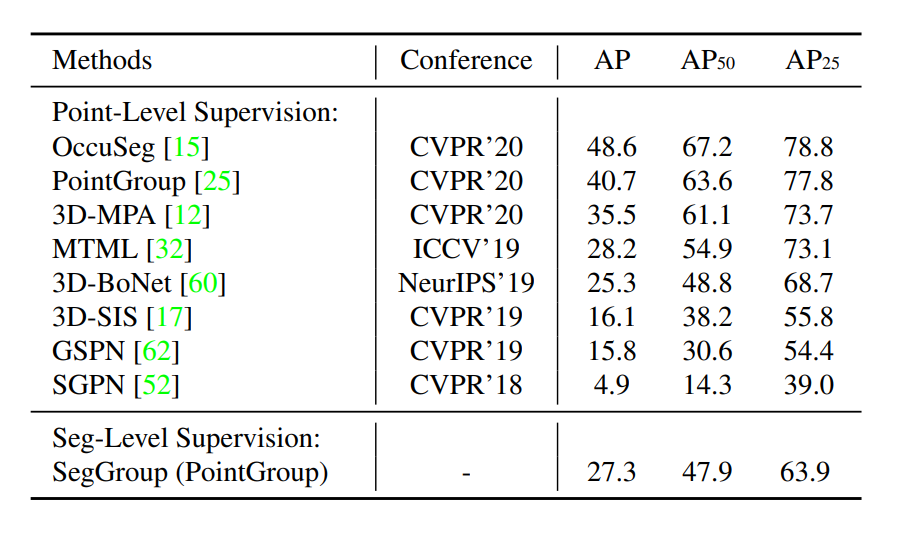 Methods Conference AP AP50 AP25
Point-Level Supervision:
OccuSeg [15] CVPR’20 48.6 67.2 78.8
PointGroup [25] CVPR’20 40.7 63.6 77.8
3D-MPA [12] CVPR’20 35.5 61.1 73.7
MTML [32] ICCV’19 28.2 54.9 73.1
3D-BoNet [60] NeurIPS’19 25.3 48.8 68.7
3D-SIS [17] CVPR’19 16.1 38.2 55.8
GSPN [62] CVPR’19 15.8 30.6 54.4
SGPN [52] CVPR’18 4.9 14.3 39.0
Seg-Level Supervision:
SegGroup (PointGroup) - 27.3 47.9 63.9